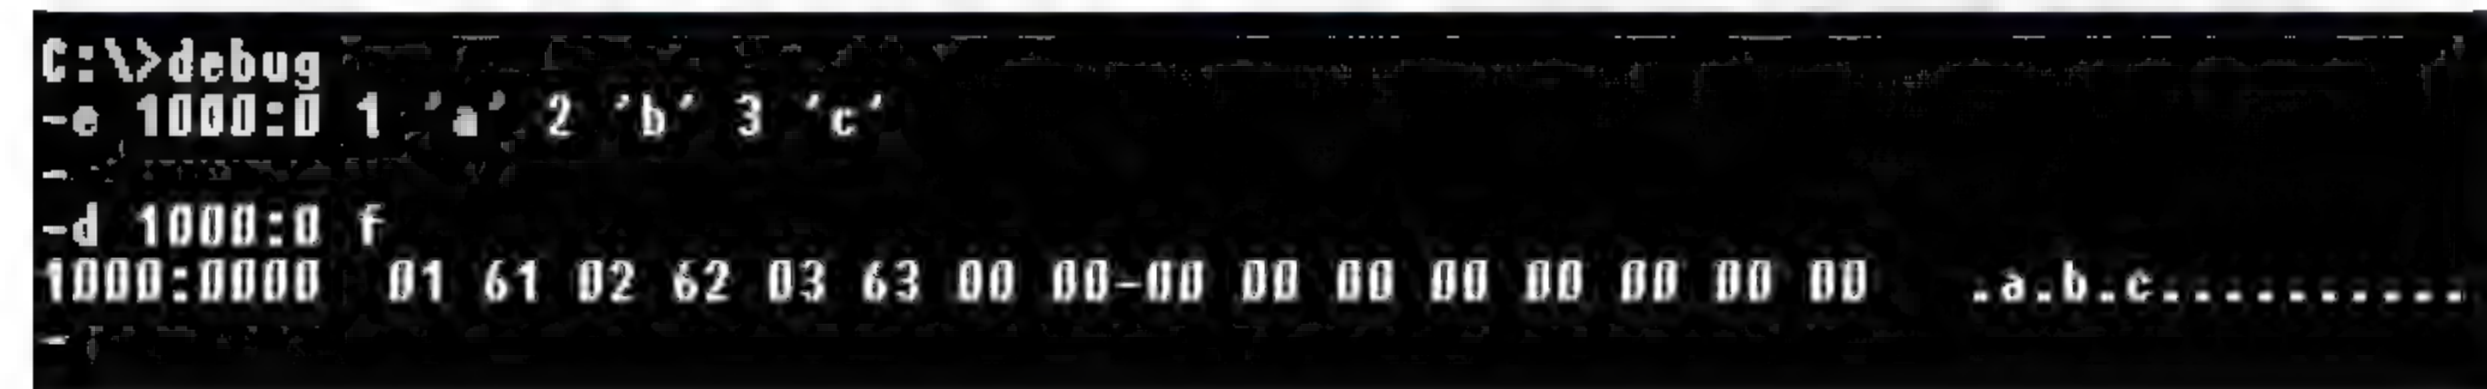 C:\>debug
-e 1000:0 1 'a' 2 'b' 3 'c'
-
-d 1000:0 f
1000:0000 01 61 02 62 03 63 00 00-00 00 00 00 00 00 00 00 .a.b.c..........
-